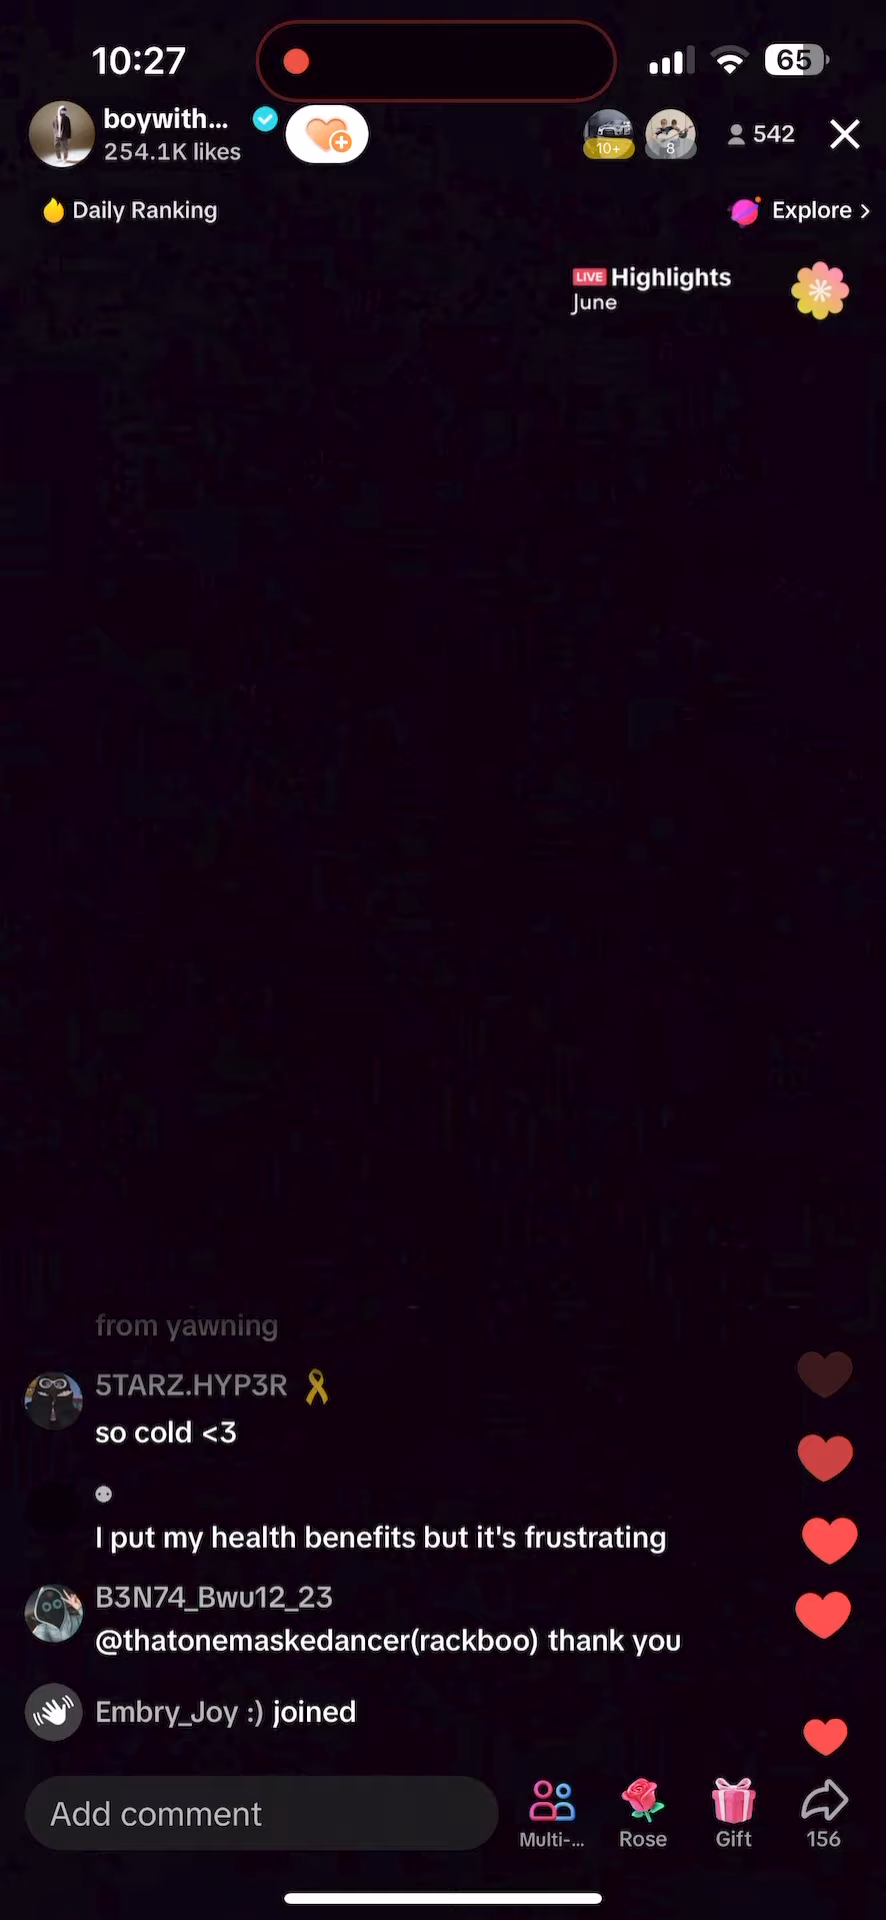 10:27
65
boywith...
254.1K likes
10+
8
542
Daily Ranking
Explore >
LIVE Highlights
June
from yawning
5TARZ.HYP3R 🎗
so cold <3
I put my health benefits but it's frustrating
B3N74_Bwu12_23
@thatonemaskedancer(rackboo) thank you
Embry_Joy :) joined
Add comment
Multi-...
Rose
Gift
156